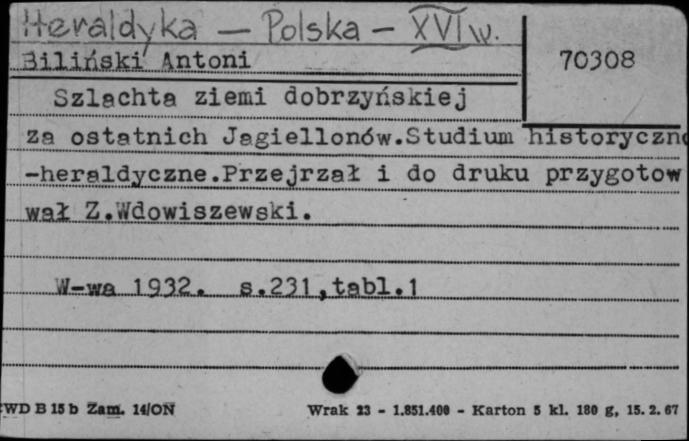 Heraldyka — Polska – XVI w.
Biliński Antoni
70308
Szlachta ziemi dobrzyńskiej
za ostatnich Jagiellonów.Studium historyczno
-heraldyczne.Przejrzał i do druku przygotow
wał Z.Wdowiszewski.
W-wa 1932. s.231,tabl.1
WD B 15 b Zam. 14/ON
Wrak 23 - 1.851.400 - Karton 5 kl. 180 g, 15. 2. 67